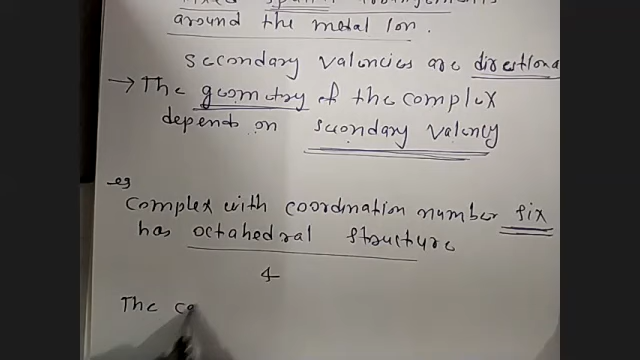 around the metal Ion.
secondary valencies are directional
→ The geometry of the complex
depends on secondary valency
eg
Complex with coordination number six
has octahedral structure
4
The co